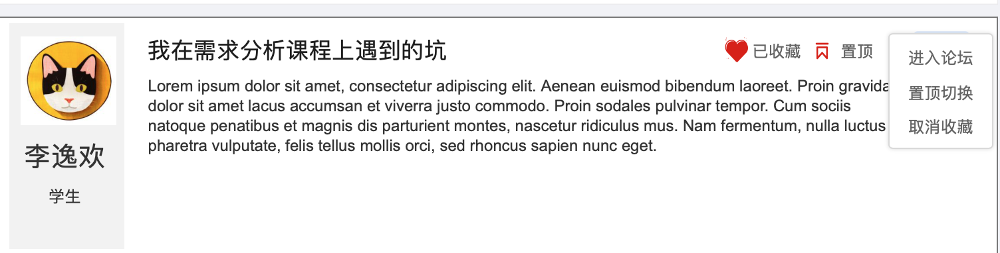 我在需求分析课程上遇到的坑
已收藏 置顶
进入论坛
置顶切换
取消收藏
Lorem ipsum dolor sit amet, consectetur adipiscing elit. Aenean euismod bibendum laoreet. Proin gravida
dolor sit amet lacus accumsan et viverra justo commodo. Proin sodales pulvinar tempor. Cum sociis
natoque penatibus et magnis dis parturient montes, nascetur ridiculus mus. Nam fermentum, nulla luctus
pharetra vulputate, felis tellus mollis orci, sed rhoncus sapien nunc eget.
李逸欢
学生